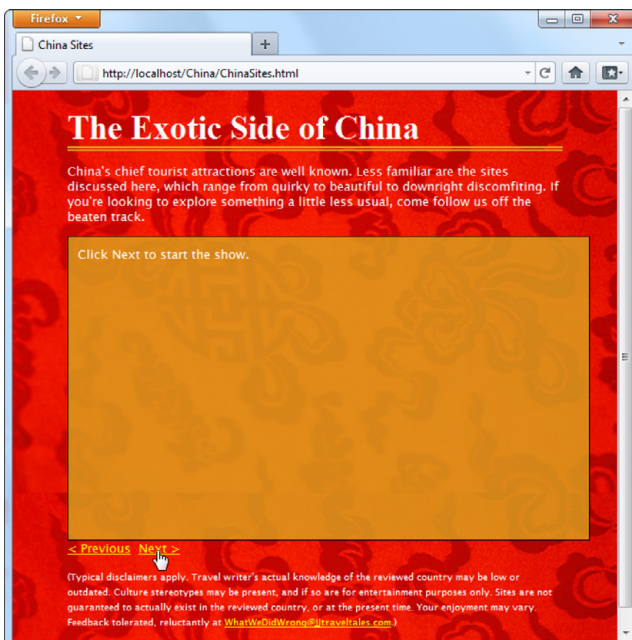 Firefox
China Sites
http://localhost/China/ChinaSites.html
The Exotic Side of China
China's chief tourist attractions are well known. Less familiar are the sites
discussed here, which range from quirky to beautiful to downright discomfiting. If
you're looking to explore something a little less usual, come follow us off the
beaten track.
Click Next to start the show.
< Previous Next >
(Typical disclaimers apply. Travel writer's actual knowledge of the reviewed country may be low or
outdated. Culture stereotypes may be present, and if so are for entertainment purposes only. Sites are not
guaranteed to actually exist in the reviewed country, or at the present time. Your enjoyment may vary.
Feedback tolerated, reluctantly at WhatWeDidWrong@JJtraveltales.com.)